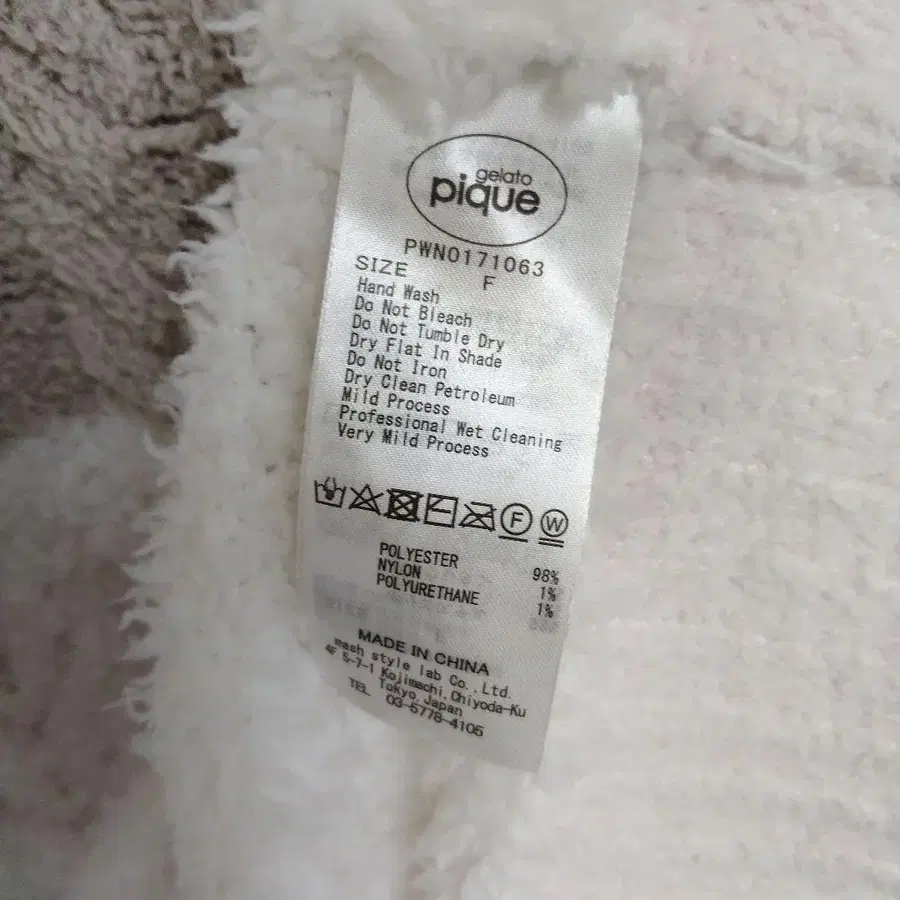 gelato
pique
PWNO171063
SIZE F
Hand Wash
Do Not Bleach
Do Not Tumble Dry
Dry Flat In Shade
Do Not Iron
Dry Clean Petroleum
Mild Process
Professional Wet Cleaning
Very Mild Process
F W
POLYESTER 98%
NYLON 1%
POLYURETHANE 1%
MADE IN CHINA
mash style lab Co.,Ltd.
4F 5-7-1 Kojimachi,Chiyoda-Ku
Tokyo,Japan
TEL 03-5778-4105